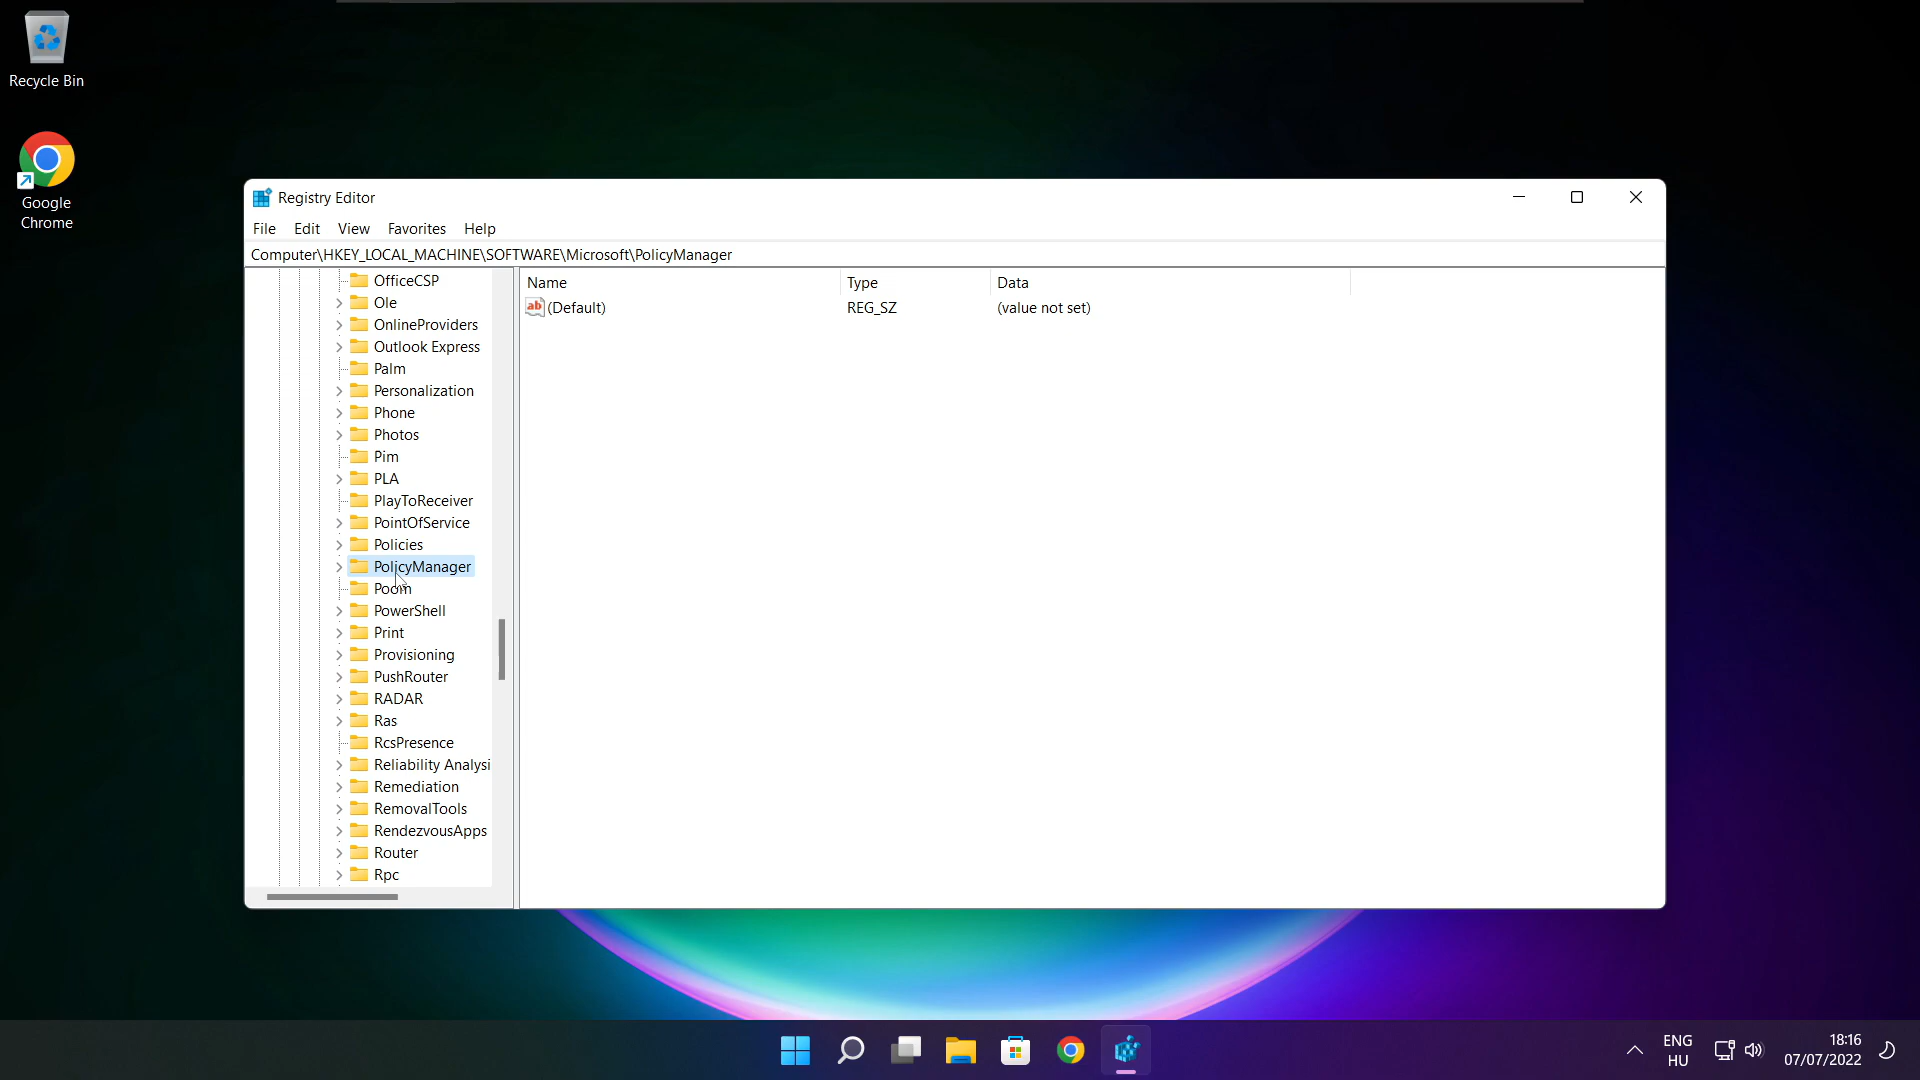 Recycle Bin
Google
Chrome
Registry Editor
File Edit View Favorites Help
Computer\HKEY_LOCAL_MACHINE\SOFTWARE\Microsoft\PolicyManager
OfficeCSP
Ole
OnlineProviders
Outlook Express
Palm
Personalization
Phone
Photos
Pim
PLA
PlayToReceiver
PointOfService
Policies
PolicyManager
Poom
PowerShell
Print
Provisioning
PushRouter
RADAR
Ras
RcsPresence
Reliability Analysi
Remediation
RemovalTools
RendezvousApps
Router
Rpc
Name Type Data
ab (Default) REG_SZ (value not set)
ENG
HU
18:16
07/07/2022